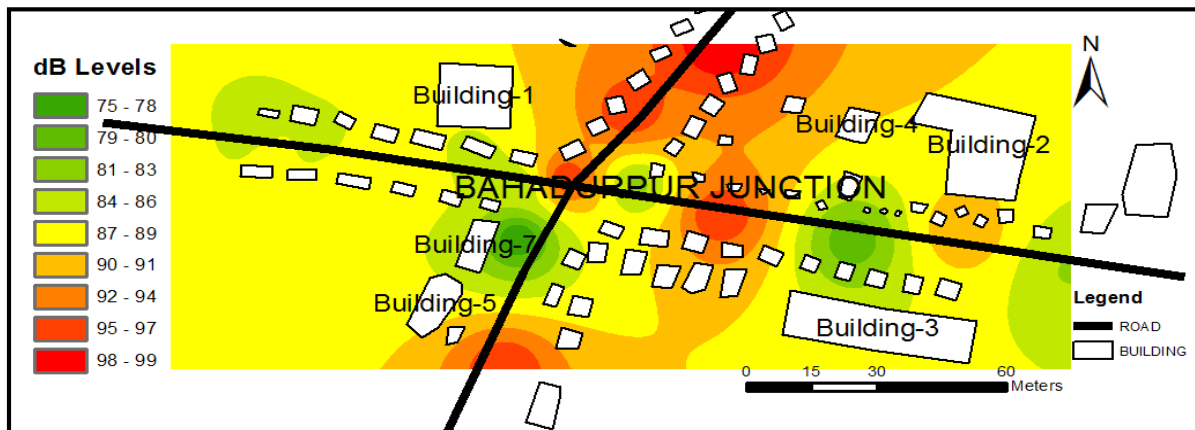 dB Levels
75 - 78
79 - 80
81 - 83
84 - 86
87 - 89
90 - 91
92 - 94
95 - 97
98 - 99
Building-1
Building-4
Building-2
BAHADURPUR JUNCTION
Building-7
Building-5
Building-3
N
Legend
ROAD
BUILDING
0 15 30 60
Meters